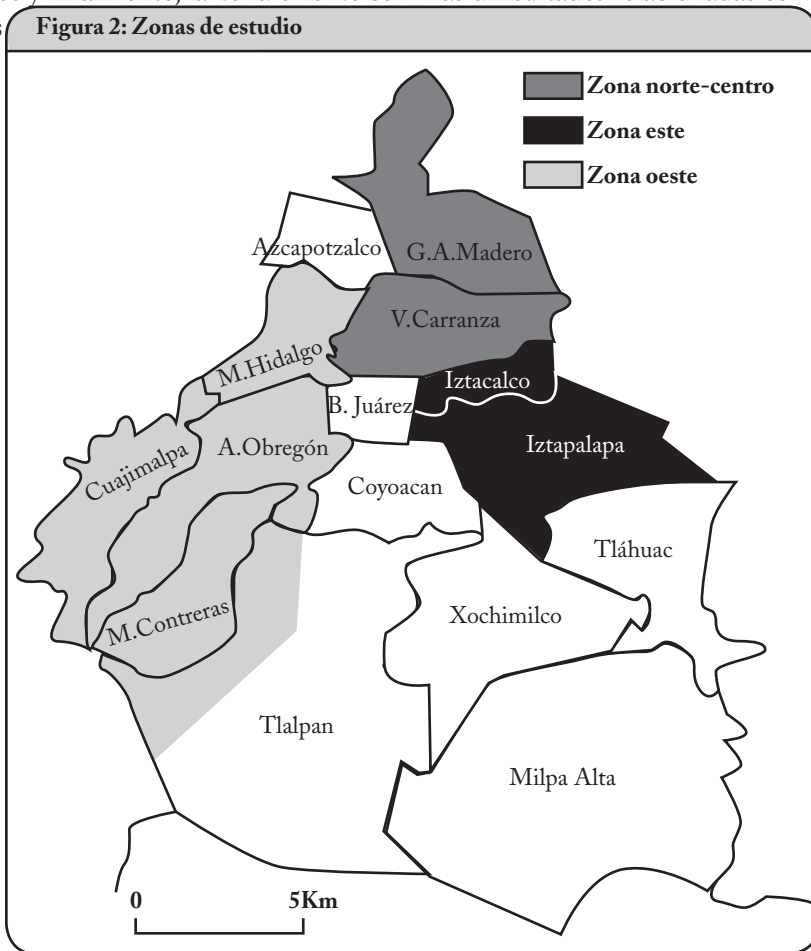 Figura 2: Zonas de estudio
Zona norte-centro
Zona este
Zona oeste
Azcapotzalco
G.A.Madero
V.Carranza
M.Hidalgo
Iztacalco
B. Juárez
Iztapalapa
A.Obregón
Cuajimalpa
Coyoacan
Tláhuac
M.Contreras
Xochimilco
Tlalpan
Milpa Alta
0 5Km